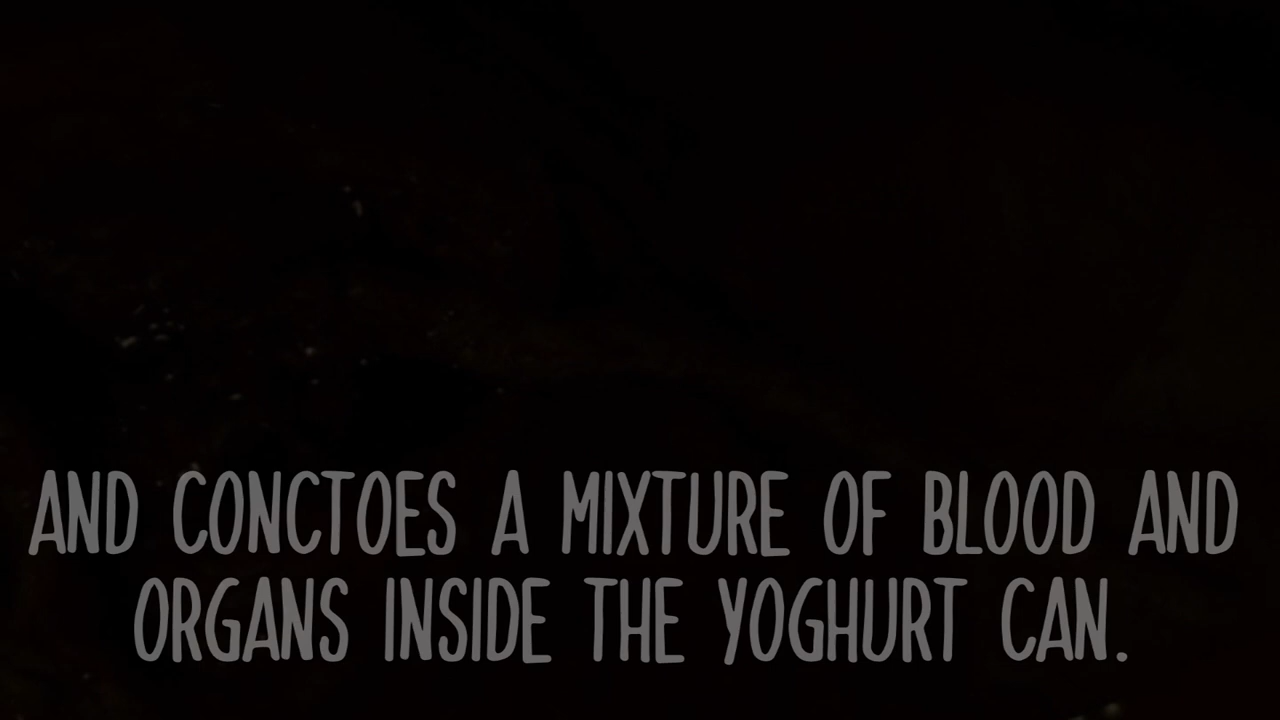 AND CONCTOES A MIXTURE OF BLOOD AND
ORGANS INSIDE THE YOGHURT CAN.